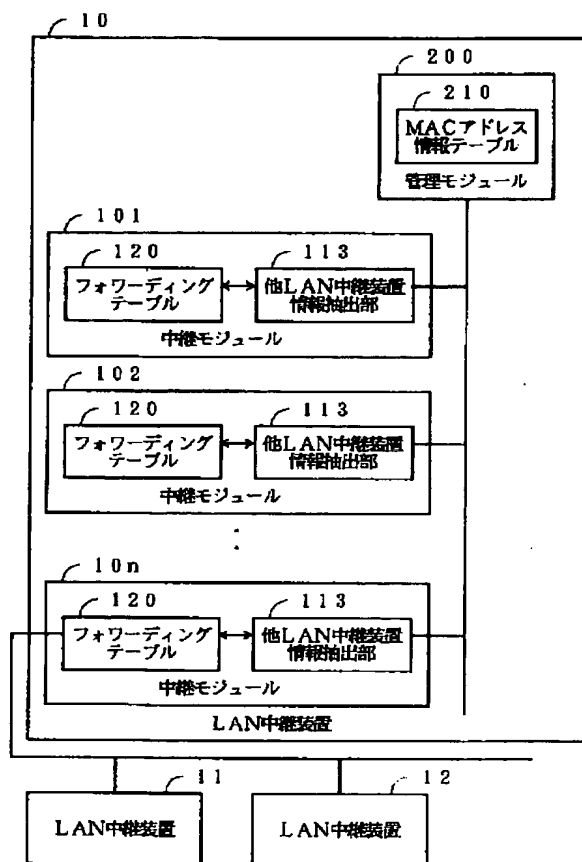 10
200
210
MACアドレス
情報テーブル
管理モジュール
101
120
113
フォワーディング
テーブル
他LAN中継装置
情報抽出部
中継モジュール
102
120
113
フォワーディング
テーブル
他LAN中継装置
情報抽出部
中継モジュール
10n
120
113
フォワーディング
テーブル
他LAN中継装置
情報抽出部
中継モジュール
LAN中継装置
11
12
LAN中継装置
LAN中継装置